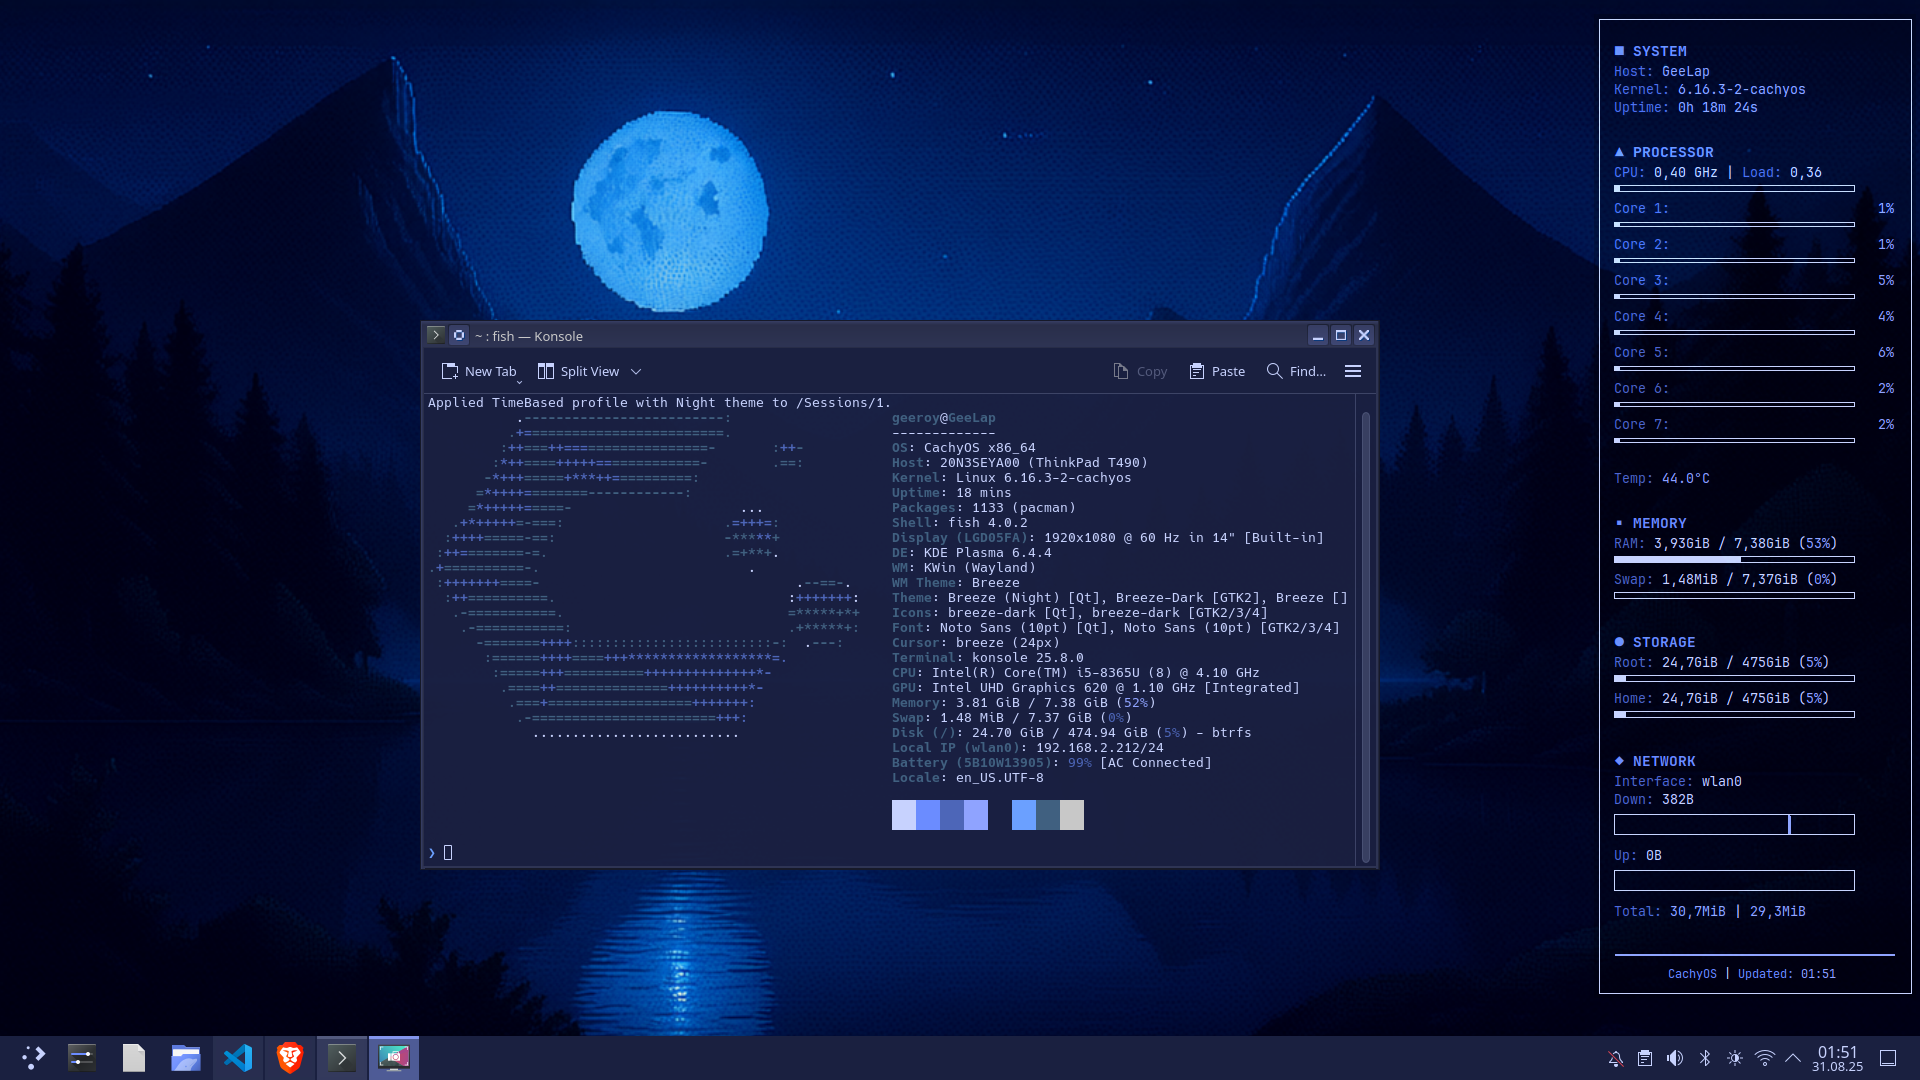 ~ : fish — Konsole
New Tab
Split View
Copy
Paste
Find...
Applied TimeBased profile with Night theme to /Sessions/1.
geeroy@GeeLap
-------------
OS: CachyOS x86_64
Host: 20N3SEYA00 (ThinkPad T490)
Kernel: Linux 6.16.3-2-cachyos
Uptime: 18 mins
Packages: 1133 (pacman)
Shell: fish 4.0.2
Display (LGD05FA): 1920x1080 @ 60 Hz in 14" [Built-in]
DE: KDE Plasma 6.4.4
WM: KWin (Wayland)
WM Theme: Breeze
Theme: Breeze (Night) [Qt], Breeze-Dark [GTK2], Breeze []
Icons: breeze-dark [Qt], breeze-dark [GTK2/3/4]
Font: Noto Sans (10pt) [Qt], Noto Sans (10pt) [GTK2/3/4]
Cursor: breeze (24px)
Terminal: konsole 25.8.0
CPU: Intel(R) Core(TM) i5-8365U (8) @ 4.10 GHz
GPU: Intel UHD Graphics 620 @ 1.10 GHz [Integrated]
Memory: 3.81 GiB / 7.38 GiB (52%)
Swap: 1.48 MiB / 7.37 GiB (0%)
Disk (/): 24.70 GiB / 474.94 GiB (5%) - btrfs
Local IP (wlan0): 192.168.2.212/24
Battery (5B10W13905): 99% [AC Connected]
Locale: en_US.UTF-8
❯
■ SYSTEM
Host: GeeLap
Kernel: 6.16.3-2-cachyos
Uptime: 0h 18m 24s
▲ PROCESSOR
CPU: 0,40 GHz | Load: 0,36
Core 1: 1%
Core 2: 1%
Core 3: 5%
Core 4: 4%
Core 5: 6%
Core 6: 2%
Core 7: 2%
Temp: 44.0°C
▪ MEMORY
RAM: 3,93GiB / 7,38GiB (53%)
Swap: 1,48MiB / 7,37GiB (0%)
● STORAGE
Root: 24,7GiB / 475GiB (5%)
Home: 24,7GiB / 475GiB (5%)
◆ NETWORK
Interface: wlan0
Down: 382B
Up: 0B
Total: 30,7MiB | 29,3MiB
CachyOS | Updated: 01:51
01:51
31.08.25